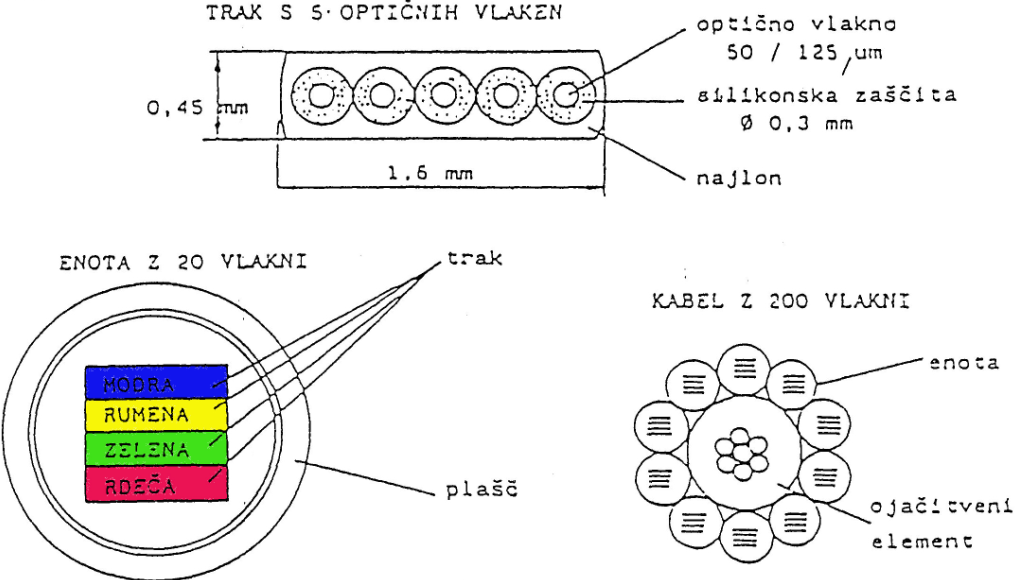 TRAK S 5 OPTIČNIH VLAKEN
optično vlakno
50 / 125 um
silikonska zaščita
Ø 0,3 mm
najlon
0,45 mm
1.6 mm
ENOTA Z 20 VLAKNI
trak
MODRA
RUMENA
ZELENA
RDEČA
plašč
KABEL Z 200 VLAKNI
enota
ojačitveni
element